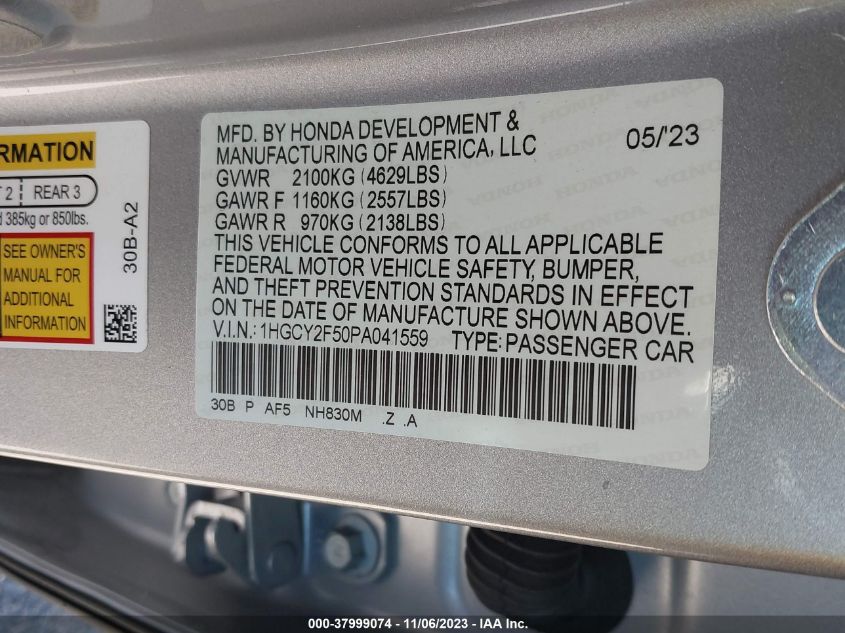 RMATION
2 REAR 3
385kg or 850lbs.
SEE OWNER'S
MANUAL FOR
ADDITIONAL
INFORMATION
30B-A2
MFD. BY HONDA DEVELOPMENT &
MANUFACTURING OF AMERICA, LLC 05/'23
GVWR 2100KG (4629LBS)
GAWR F 1160KG (2557LBS)
GAWR R 970KG (2138LBS)
THIS VEHICLE CONFORMS TO ALL APPLICABLE
FEDERAL MOTOR VEHICLE SAFETY, BUMPER,
AND THEFT PREVENTION STANDARDS IN EFFECT
ON THE DATE OF MANUFACTURE SHOWN ABOVE.
V.I.N.: 1HGCY2F50PA041559 TYPE: PASSENGER CAR
30B P AF5 NH830M .Z .A
000-37999074 | 11/06/2023 - IAA Inc.